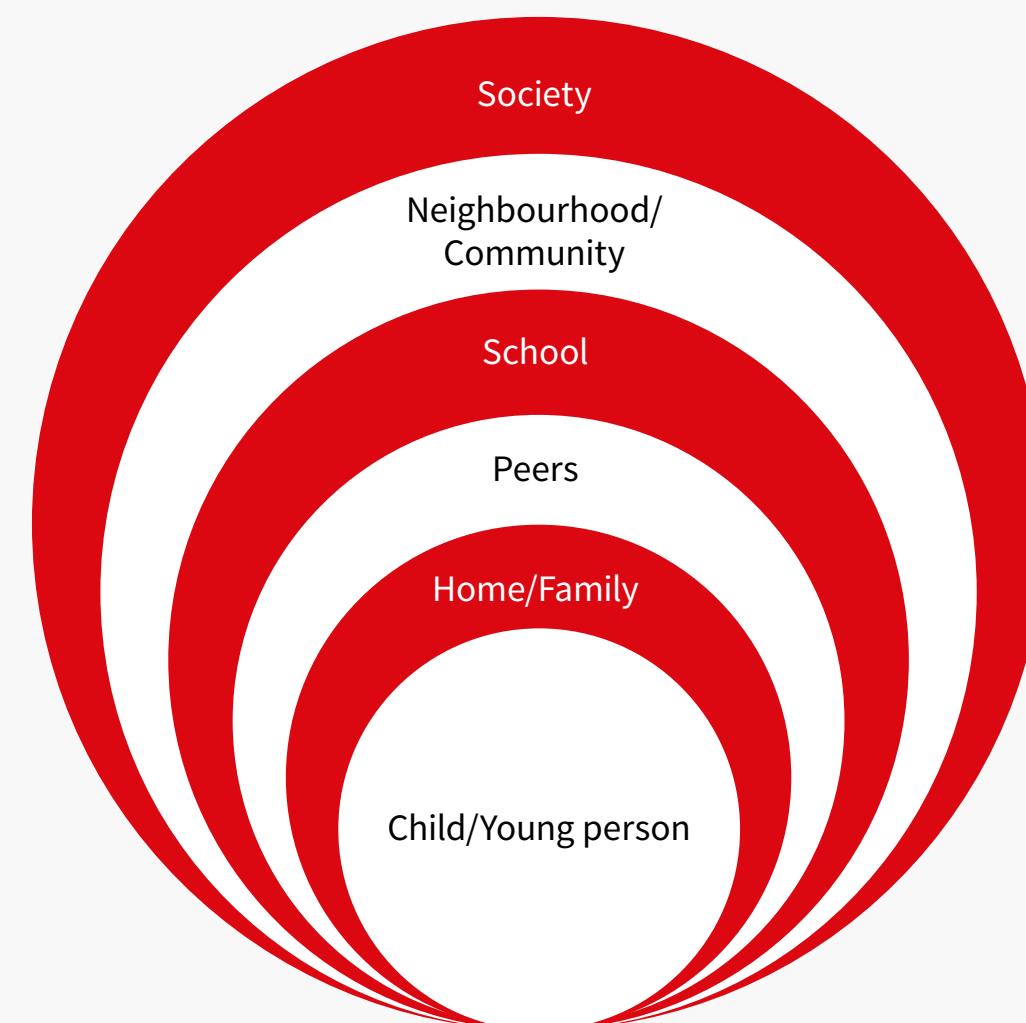 Society
Neighbourhood/
Community
School
Peers
Home/Family
Child/Young person